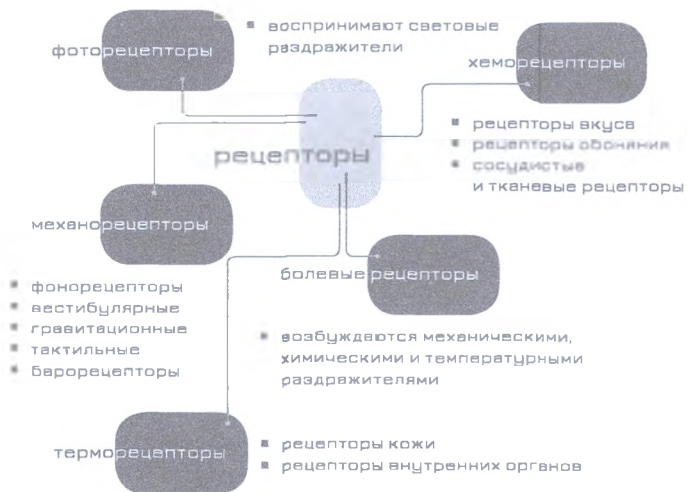 фоторецепторы
воспринимают световые
раздражители
хеморецепторы
рецепторы вкуса
рецепторы обоняния
сосудистые
и тканевые рецепторы
рецепторы
механорецепторы
фонорецепторы
вестибулярные
гравитационные
тактильные
барорецепторы
болевые рецепторы
возбуждаются механическими,
химическими и температурными
раздражителями
терморецепторы
рецепторы кожи
рецепторы внутренних органов